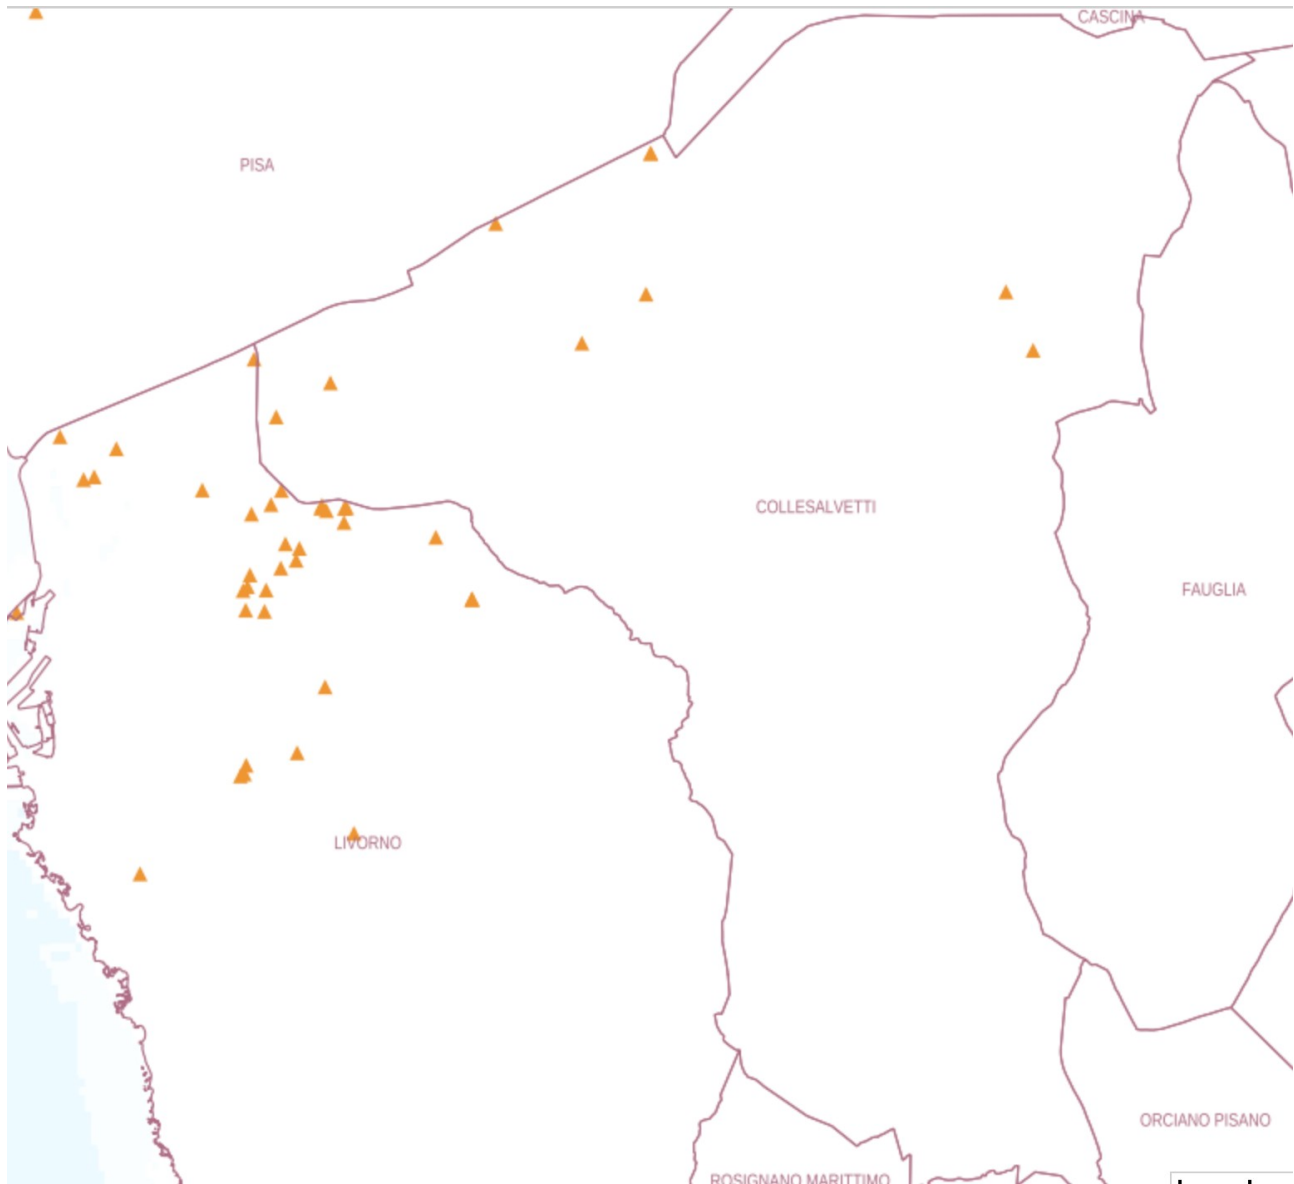 CASCINA
PISA
COLLESALVETTI
FAUGLIA
LIVORNO
ORCIANO PISANO
ROSIGNANO MARITTIMO